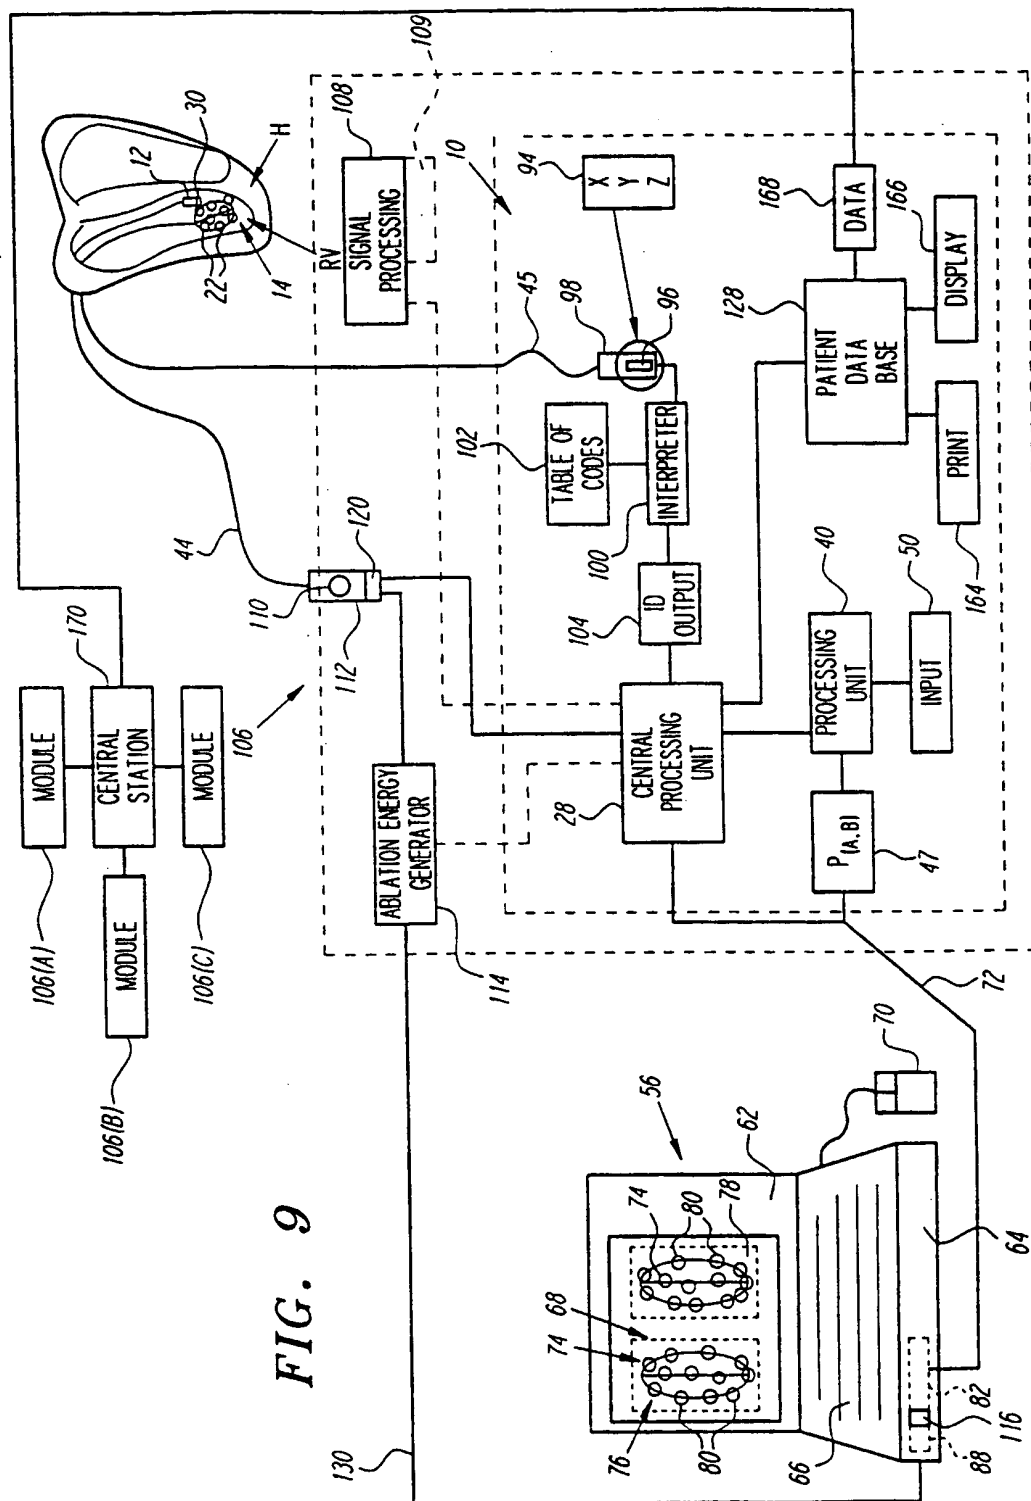 FIG. 9
MODULE
106(A)
MODULE
106(B)
MODULE
106(C)
CENTRAL STATION
170
106
44
110
112
120
ABLATION ENERGY GENERATOR
114
130
12
30
H
22
14
RV
SIGNAL PROCESSING
108
109
10
45
98
96
X
Y
Z
94
TABLE OF CODES
102
INTERPRETER
100
ID OUTPUT
104
CENTRAL PROCESSING UNIT
28
P(A,B)
47
PROCESSING UNIT
40
INPUT
50
PATIENT DATA BASE
128
DATA
168
DISPLAY
166
PRINT
164
72
70
56
62
74
80
78
68
74
76
80
66
64
88
116
82